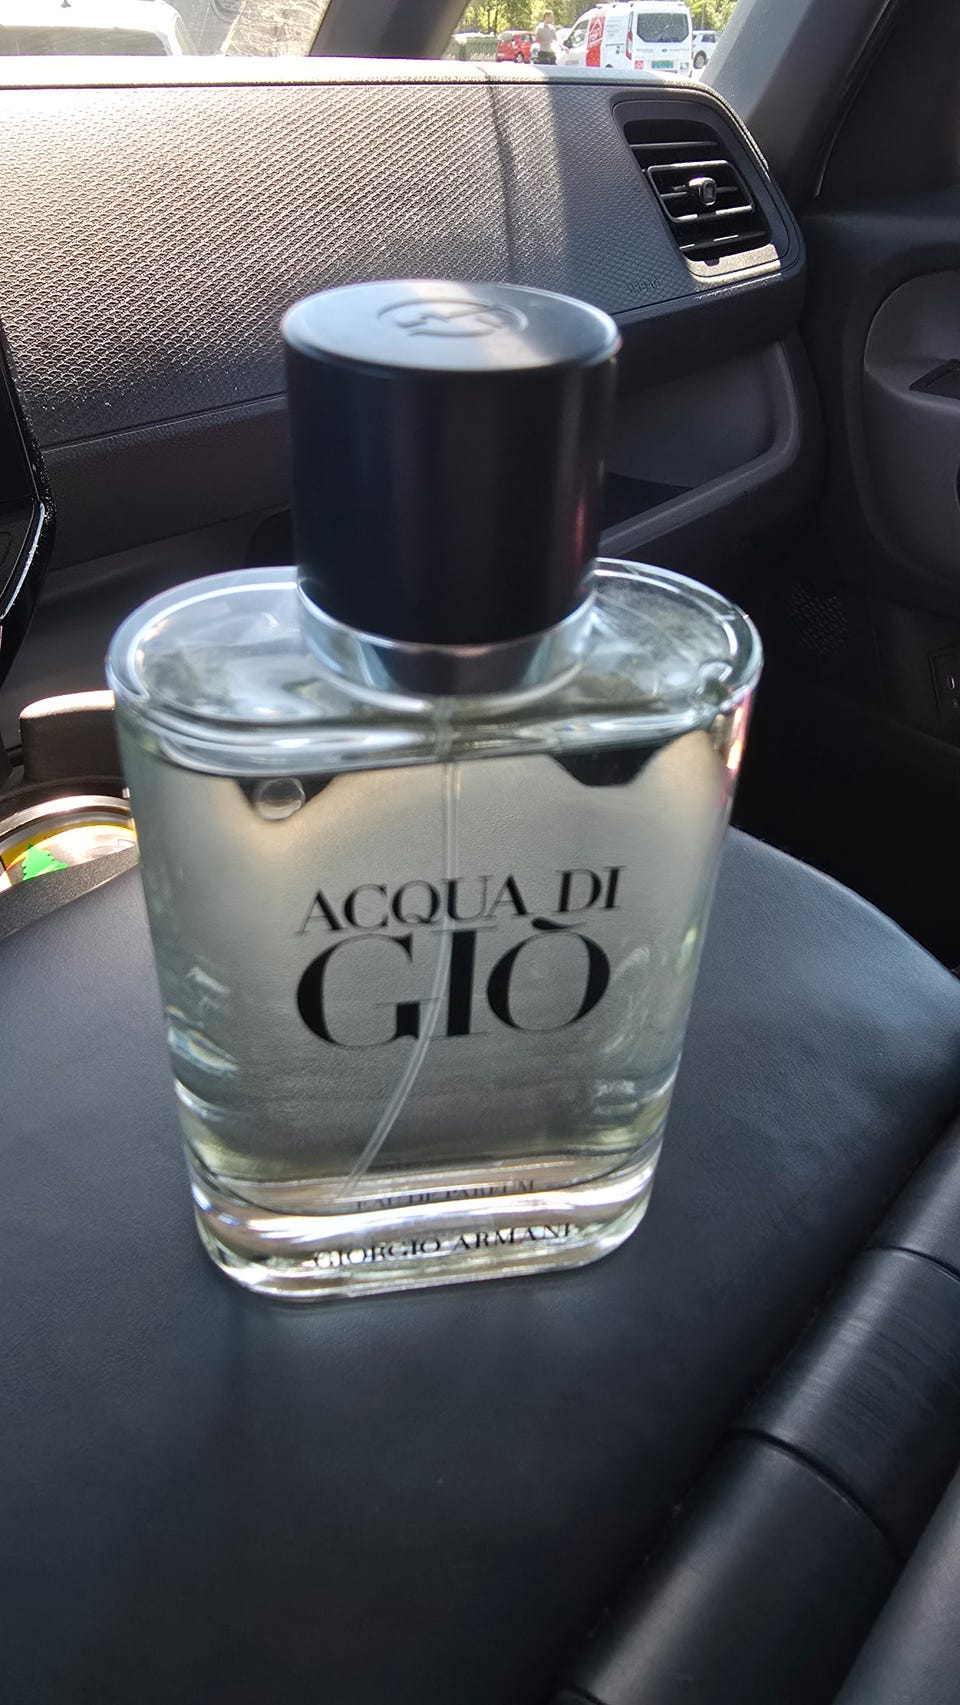 ACQUA DI
GIÒ
EAU DE PARFUM
GIORGIO ARMANI